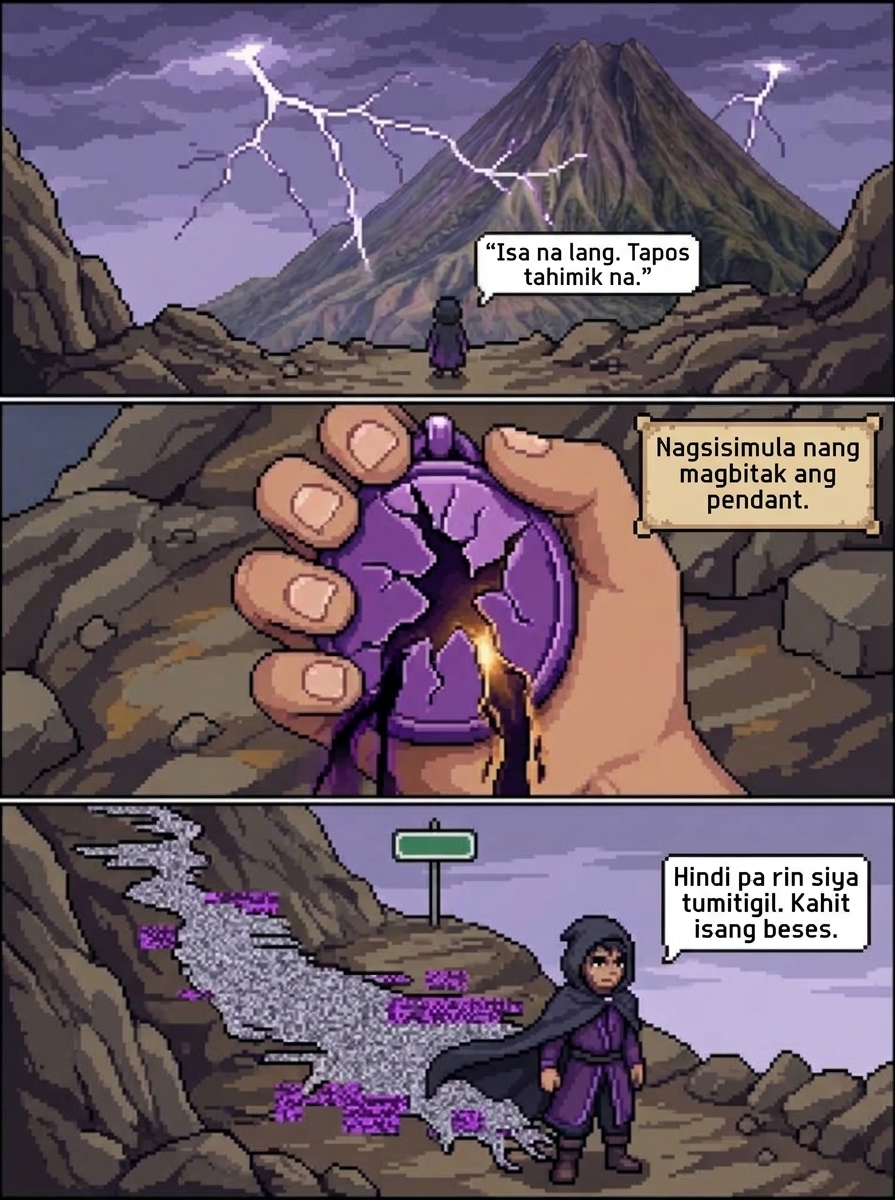 “Isa na lang. Tapos
tahimik na.”
Nagsisimula nang
magbitak ang
pendant.
Hindi pa rin siya
tumitigil. Kahit
isang beses.